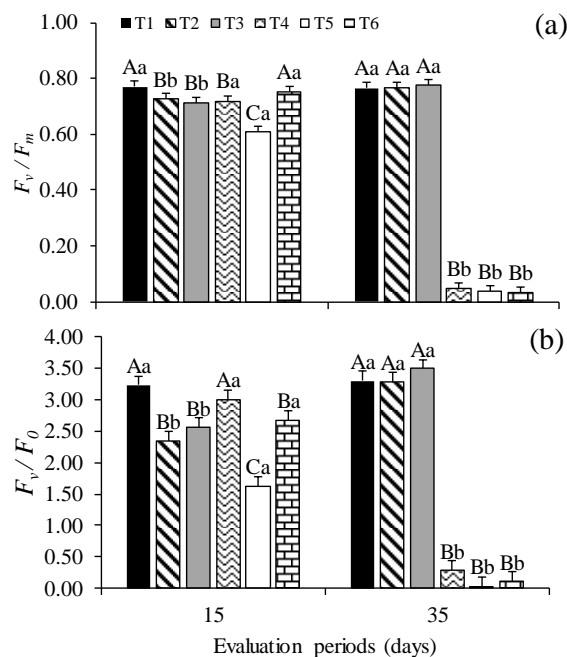 T1 T2 T3 T4 T5 T6
(a)
Aa Bb Bb Ba Ca Aa Aa Aa Aa Bb Bb Bb
0.80
0.60
0.40
0.20
0.00
Fv/Fm
(b)
Aa Bb Bb Aa Ca Ba Aa Aa Aa Bb Bb Bb
4.00
3.50
3.00
2.50
2.00
1.50
1.00
0.50
0.00
Fv/F0
15 35
Evaluation periods (days)